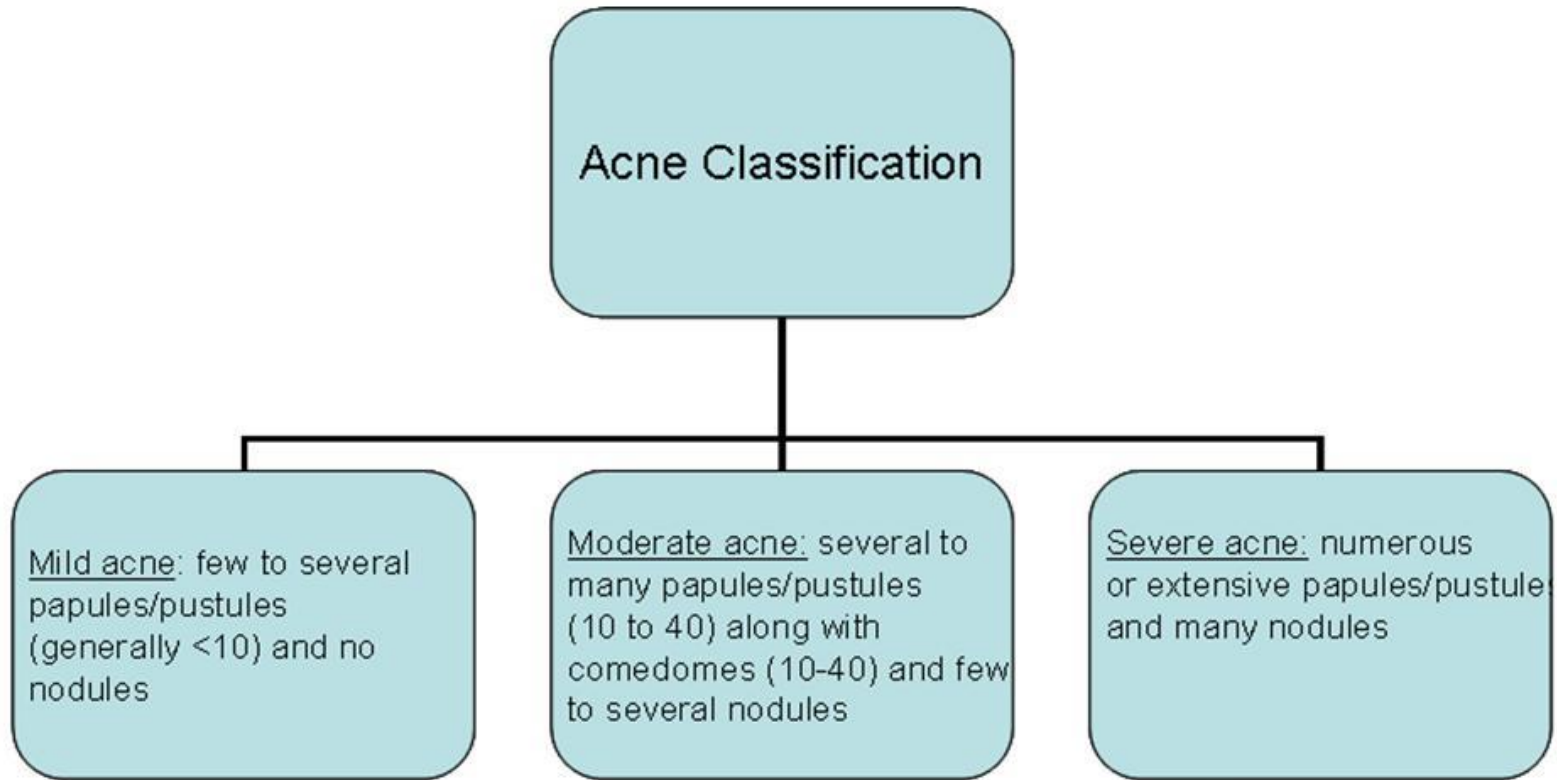 Acne Classification
Mild acne: few to several
papules/pustules
(generally <10) and no
nodules
Moderate acne: several to
many papules/pustules
(10 to 40) along with
comedomes (10-40) and few
to several nodules
Severe acne: numerous
or extensive papules/pustules
and many nodules